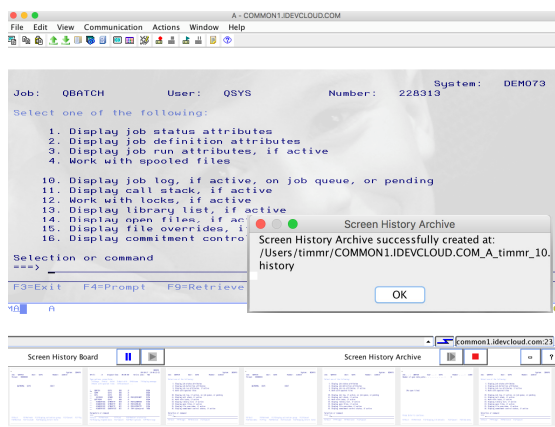 A - COMMON1.IDEVCLOUD.COM
File Edit View Communication Actions Window Help
System: DEMO73
Job: QBATCH User: QSYS Number: 228313
Select one of the following:
1. Display job status attributes
2. Display job definition attributes
3. Display job run attributes, if active
4. Work with spooled files
10. Display job log, if active, on job queue, or pending
11. Display call stack, if active
12. Work with locks, if active
13. Display library list, if active
14. Display open files, if ac
15. Display file overrides, i
16. Display commitment contro
Selection or command
===>
F3=Exit F4=Prompt F9=Retrieve
MA A
Screen History Archive
Screen History Archive successfully created at:
/Users/timmr/COMMON1.IDEVCLOUD.COM_A_timmr_10.
history
OK
common1.idevcloud.com:23
Screen History Board
Screen History Archive
?